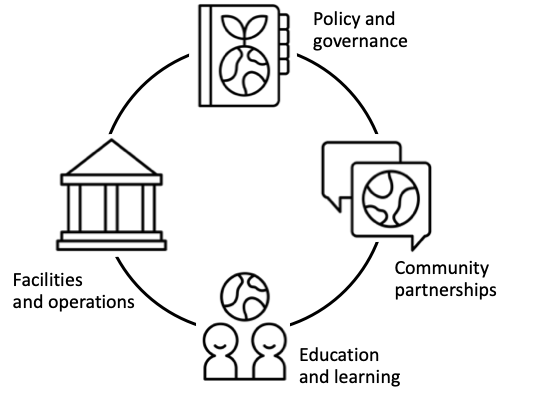 Policy and
governance
Community
partnerships
Facilities
and operations
Education
and learning